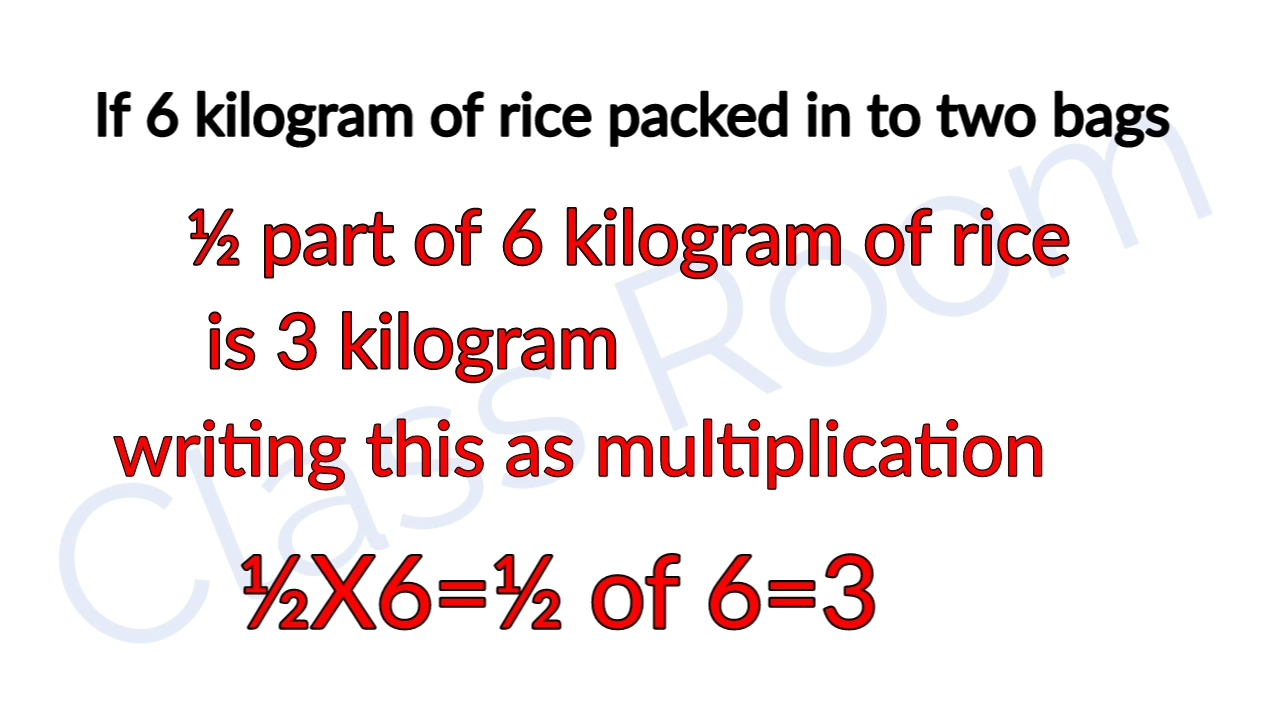 If 6 kilogram of rice packed in to two bags
½ part of 6 kilogram of rice
is 3 kilogram
writing this as multiplication
½X6=½ of 6=3
Class Room